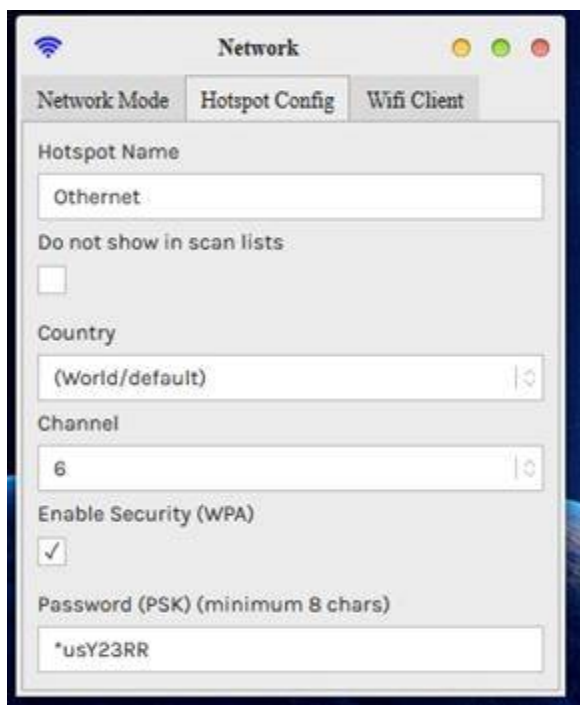 Network
Network Mode Hotspot Config Wifi Client
Hotspot Name
Othernet
Do not show in scan lists
Country
(World/default)
Channel
6
Enable Security (WPA)
Password (PSK) (minimum 8 chars)
*usY23RR